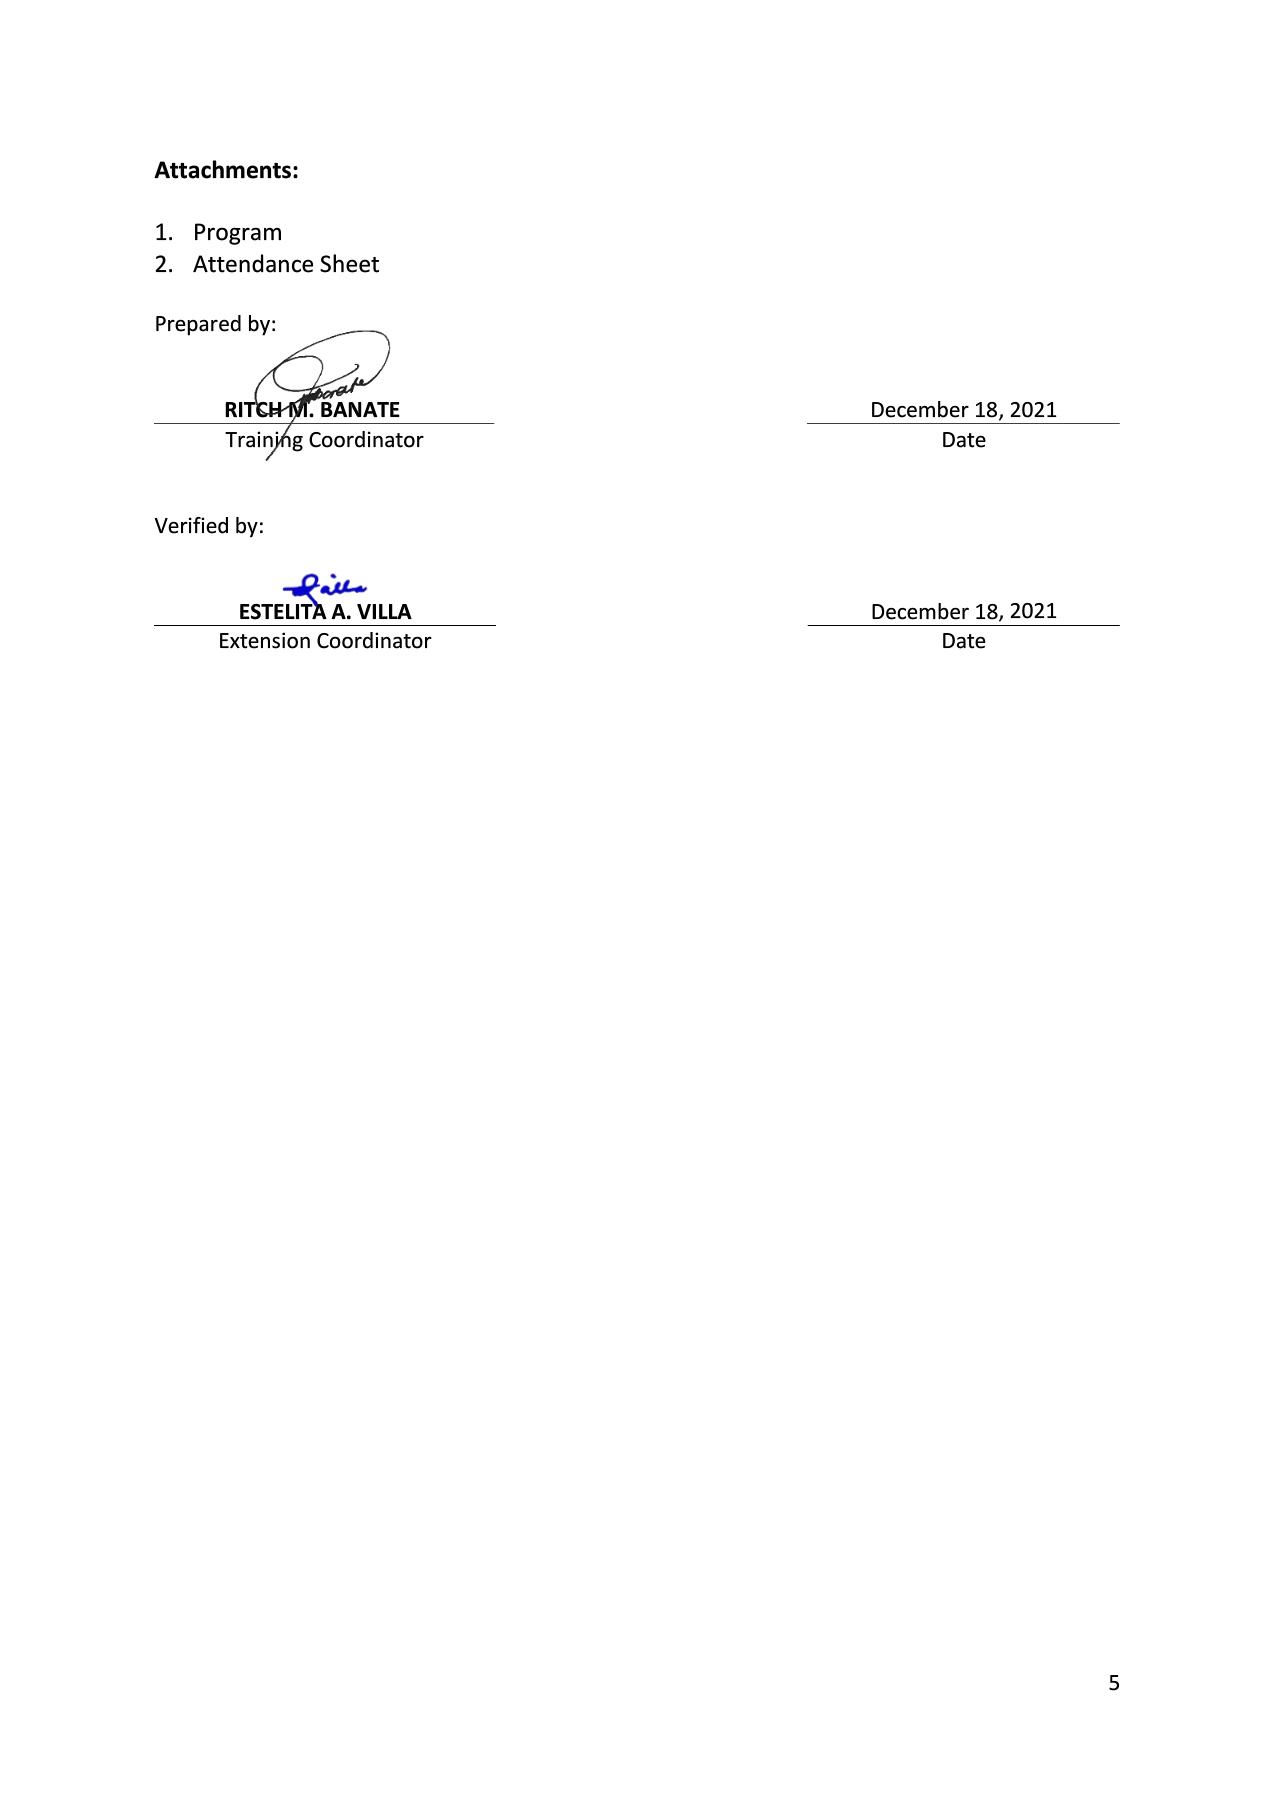 Attachments:
1. Program
2. Attendance Sheet
Prepared by:
RITCH M. BANATE December 18, 2021
Training Coordinator Date
Verified by:
Villa
ESTELITA A. VILLA December 18, 2021
Extension Coordinator Date
5